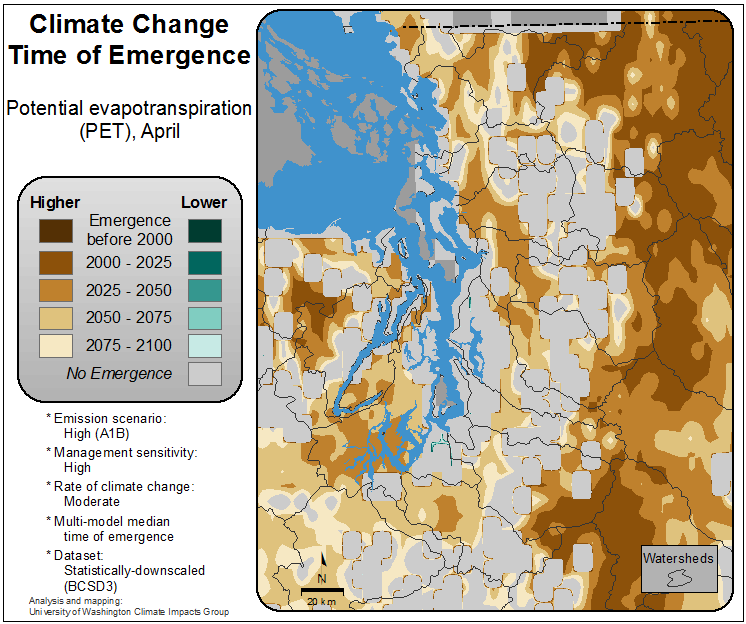 Climate Change
Time of Emergence
Potential evapotranspiration
(PET), April
Higher
Lower
Emergence
before 2000
2000 - 2025
2025 - 2050
2050 - 2075
2075 - 2100
No Emergence
* Emission scenario:
High (A1B)
* Management sensitivity:
High
* Rate of climate change:
Moderate
* Multi-model median
time of emergence
* Dataset:
Statistically-downscaled
(BCSD3)
Analysis and mapping:
University of Washington Climate Impacts Group
N
20 km
Watersheds